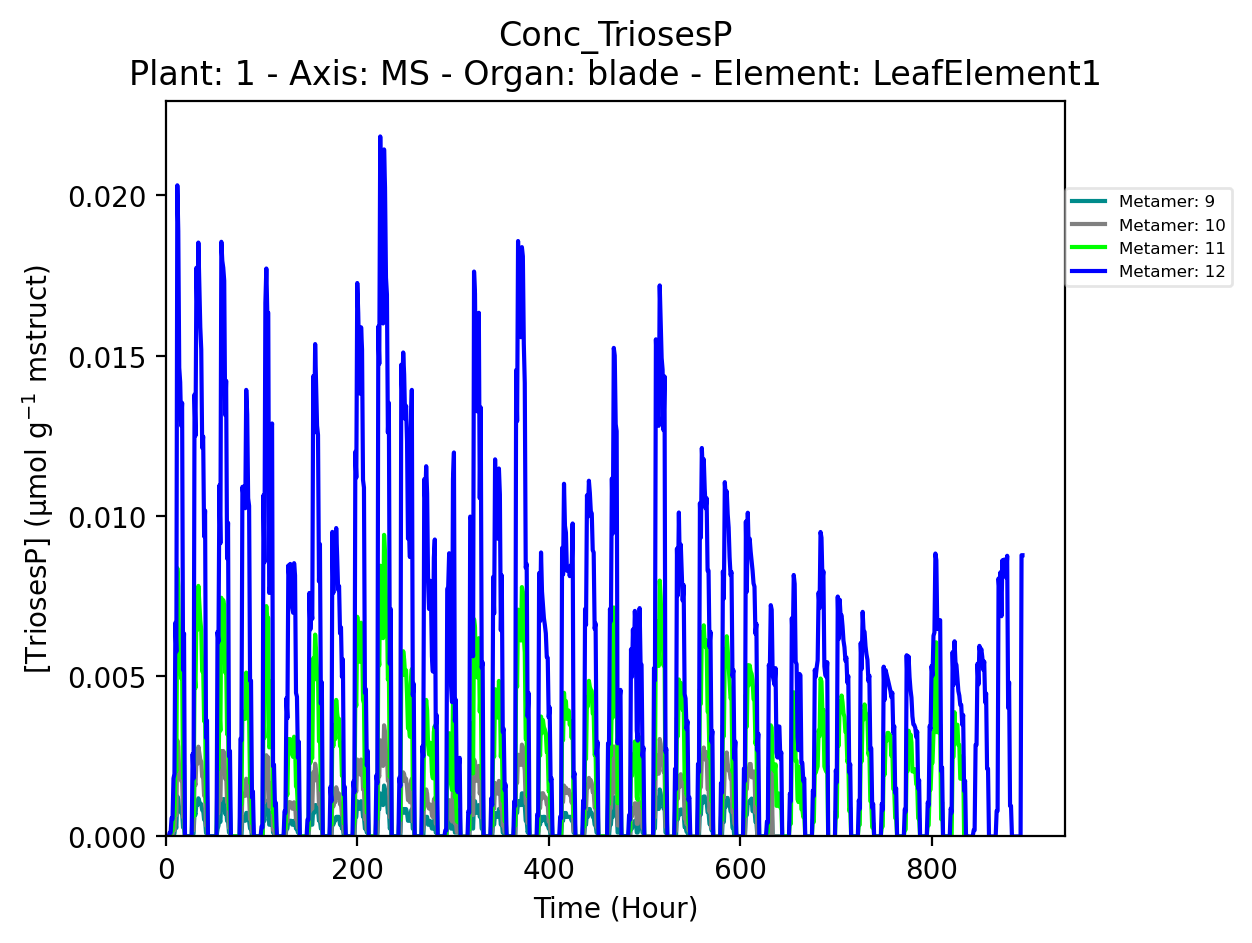 Conc_TriosesP
Plant: 1 - Axis: MS - Organ: blade - Element: LeafElement1
0.020
0.015
0.010
0.005
0.000
[TriosesP] (µmol g⁻¹ mstruct)
0 200 400 600 800
Time (Hour)
Metamer: 9
Metamer: 10
Metamer: 11
Metamer: 12